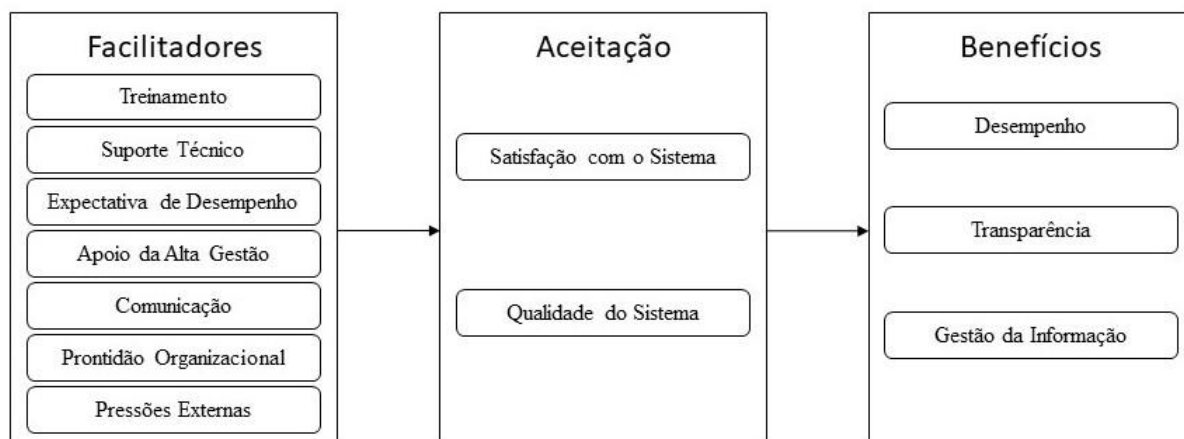 Facilitadores
Treinamento
Suporte Técnico
Expectativa de Desempenho
Apoio da Alta Gestão
Comunicação
Prontidão Organizacional
Pressões Externas
Aceitação
Satisfação com o Sistema
Qualidade do Sistema
Benefícios
Desempenho
Transparência
Gestão da Informação